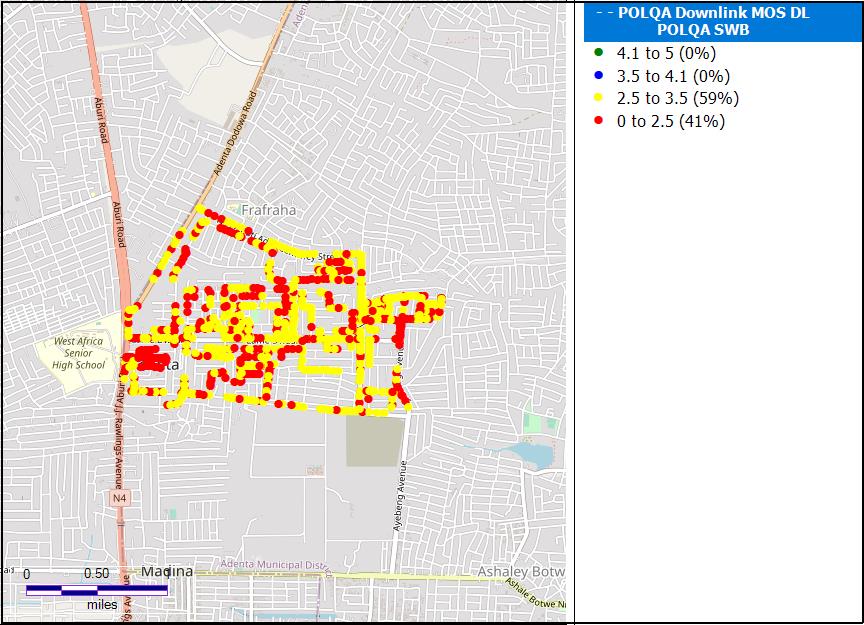 - - POLQA Downlink MOS DL
POLQA SWB
4.1 to 5 (0%)
3.5 to 4.1 (0%)
2.5 to 3.5 (59%)
0 to 2.5 (41%)
Aburi Road
Adenta Dodowa Road
Aburi Road
Frafraha
West Africa
Senior
High School
ta
N4
Rawlings Avenue
Ayebeng Avenue
Adenta Municipal District
Madina
Ashaley Botw
Ashale Botwe
0 0.50 1
miles